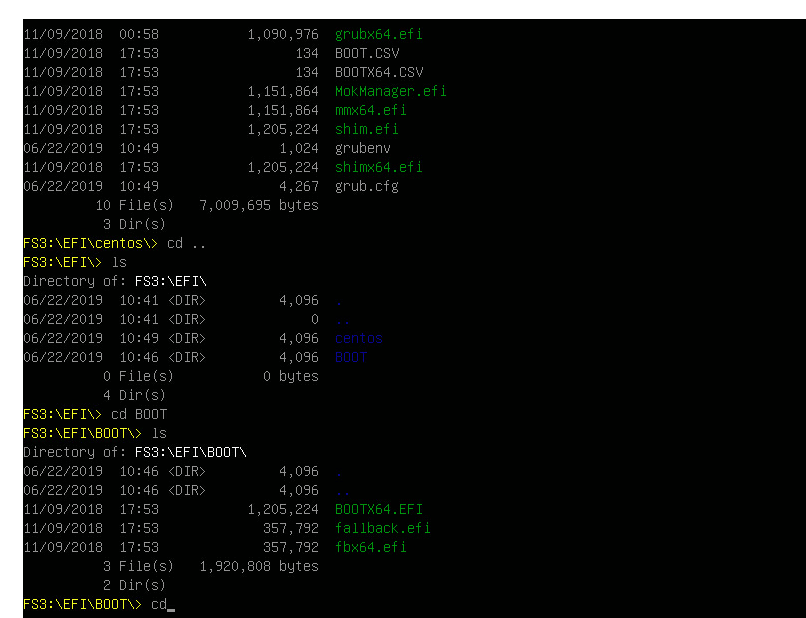 11/09/2018  00:58           1,090,976  grubx64.efi
11/09/2018  17:53                 134  BOOT.CSV
11/09/2018  17:53                 134  BOOTX64.CSV
11/09/2018  17:53           1,151,864  MokManager.efi
11/09/2018  17:53           1,151,864  mmx64.efi
11/09/2018  17:53           1,205,224  shim.efi
06/22/2019  10:49               1,024  grubenv
11/09/2018  17:53           1,205,224  shimx64.efi
06/22/2019  10:49               4,267  grub.cfg
         10 File(s)   7,009,695 bytes
          3 Dir(s)
FS3:\EFI\centos\> cd ..
FS3:\EFI\> ls
Directory of: FS3:\EFI\
06/22/2019  10:41 <DIR>         4,096  .
06/22/2019  10:41 <DIR>             0  ..
06/22/2019  10:49 <DIR>         4,096  centos
06/22/2019  10:46 <DIR>         4,096  BOOT
          0 File(s)           0 bytes
          4 Dir(s)
FS3:\EFI\> cd BOOT
FS3:\EFI\BOOT\> ls
Directory of: FS3:\EFI\BOOT\
06/22/2019  10:46 <DIR>         4,096  .
06/22/2019  10:46 <DIR>         4,096  ..
11/09/2018  17:53           1,205,224  BOOTX64.EFI
11/09/2018  17:53             357,792  fallback.efi
11/09/2018  17:53             357,792  fbx64.efi
          3 File(s)   1,920,808 bytes
          2 Dir(s)
FS3:\EFI\BOOT\> cd_